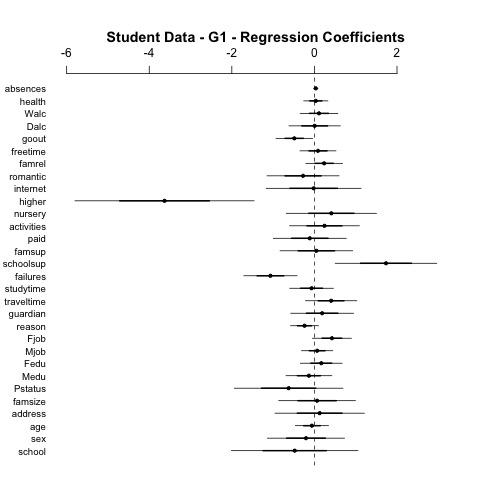 Student Data - G1 - Regression Coefficients
-6 -4 -2 0 2
absences
health
Walc
Dalc
goout
freetime
famrel
romantic
internet
higher
nursery
activities
paid
famsup
schoolsup
failures
studytime
traveltime
guardian
reason
Fjob
Mjob
Fedu
Medu
Pstatus
famsize
address
age
sex
school